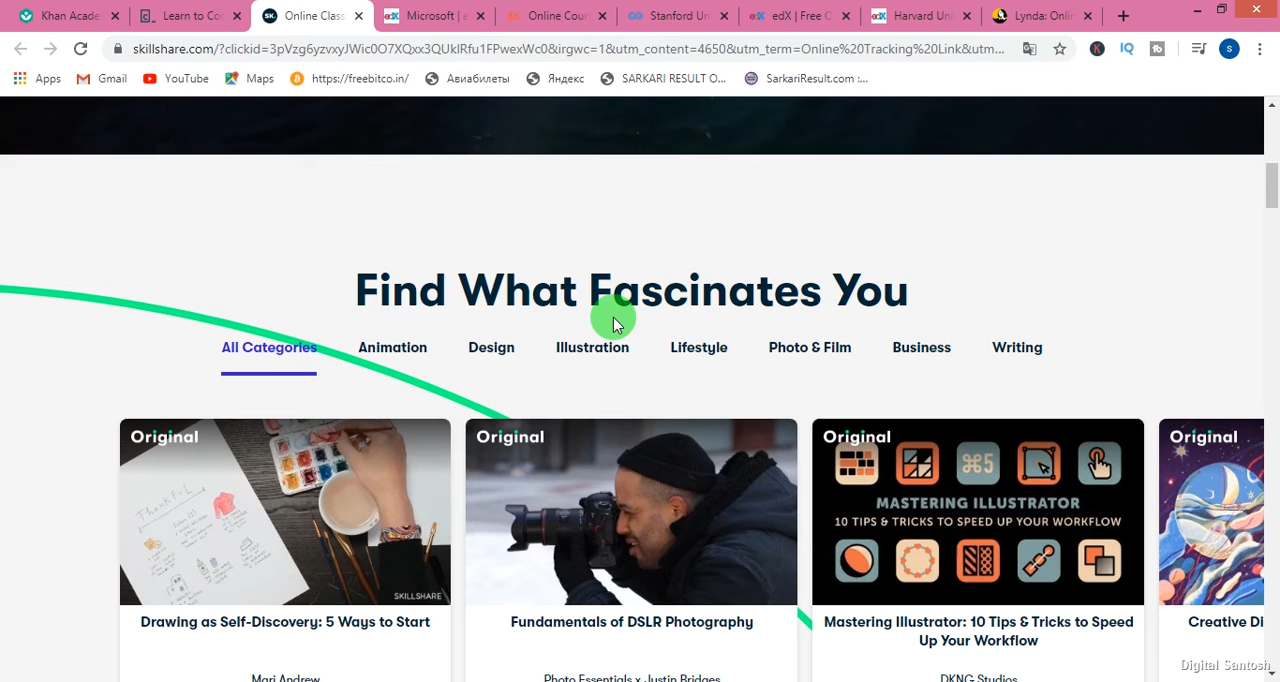 Khan Acade
Learn to Co
Online Class
Microsoft | e
Online Cour
Stanford Un
edX | Free O
Harvard Uni
Lynda: Onlin
skillshare.com/?clickid=3pVzg6yzvxyJWic0O7XQxx3QUkIRfu1FPwexWc0&irgwc=1&utm_content=4650&utm_term=Online%20Tracking%20Link&utm...
Apps
Gmail
YouTube
Maps
https://freebitco.in/
Авиабилеты
Яндекс
SARKARI RESULT O...
SarkariResult.com :...
Find What Fascinates You
All Categories Animation Design Illustration Lifestyle Photo & Film Business Writing
Original
Original
Original
Original
MASTERING ILLUSTRATOR
10 TIPS & TRICKS TO SPEED UP YOUR WORKFLOW
⌘5
SKILLSHARE
Drawing as Self-Discovery: 5 Ways to Start
Fundamentals of DSLR Photography
Mastering Illustrator: 10 Tips & Tricks to Speed
Up Your Workflow
Creative Di
Mari Andrew
Photo Essentials x Justin Bridges
DKNG Studios
Digital Santosh